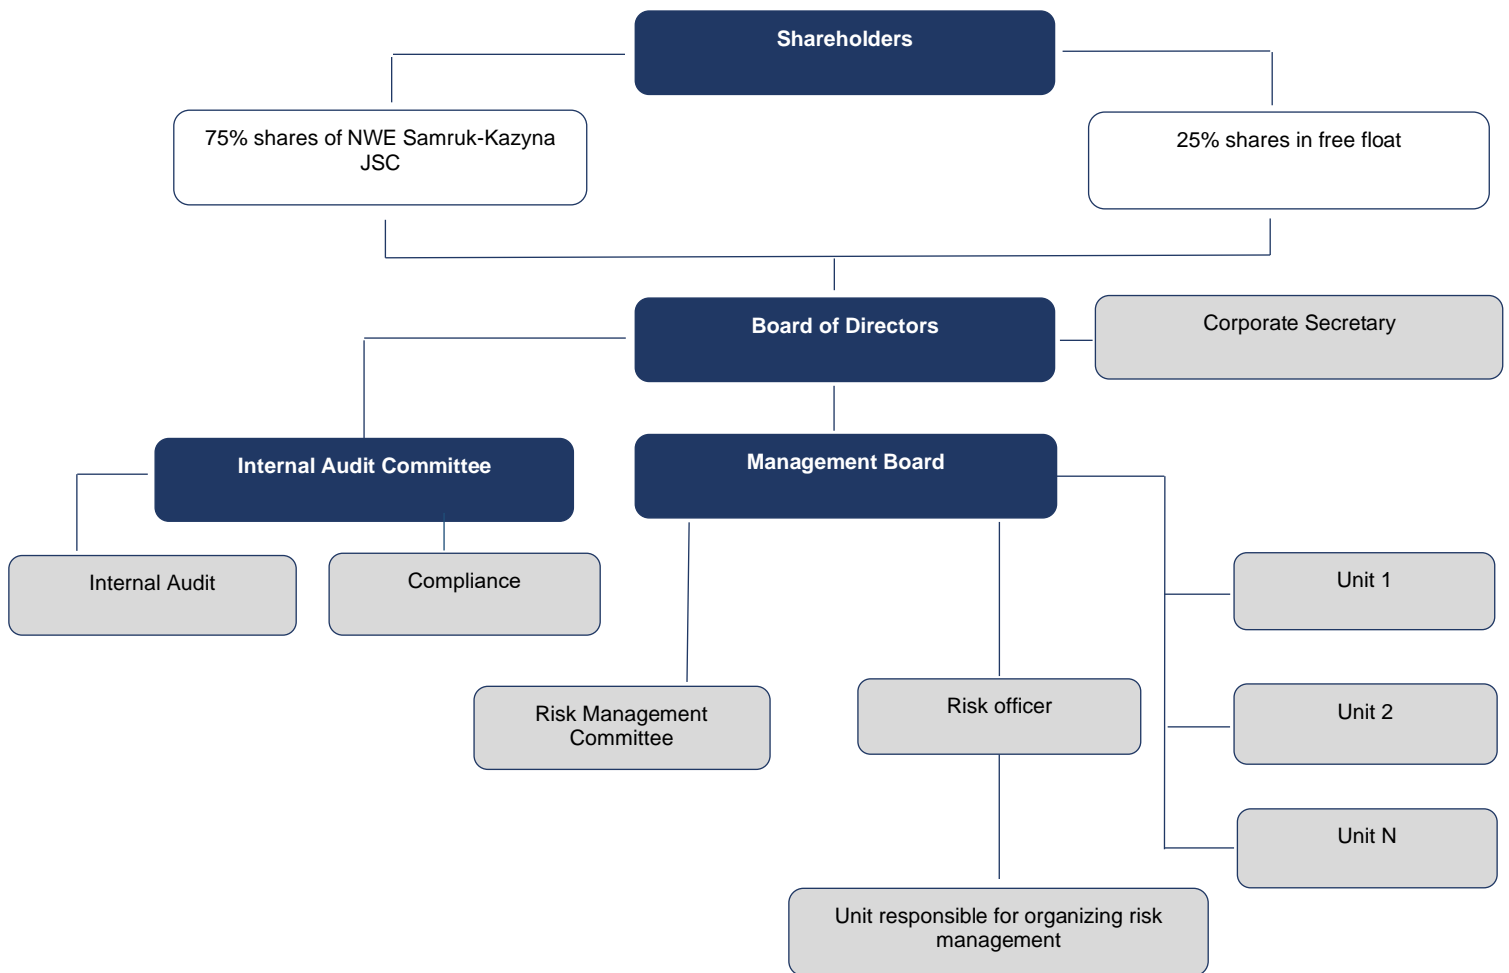 Shareholders
75% shares of NWE Samruk-Kazyna
JSC
25% shares in free float
Board of Directors
Corporate Secretary
Internal Audit Committee
Management Board
Internal Audit
Compliance
Unit 1
Risk Management
Committee
Risk officer
Unit 2
Unit N
Unit responsible for organizing risk
management